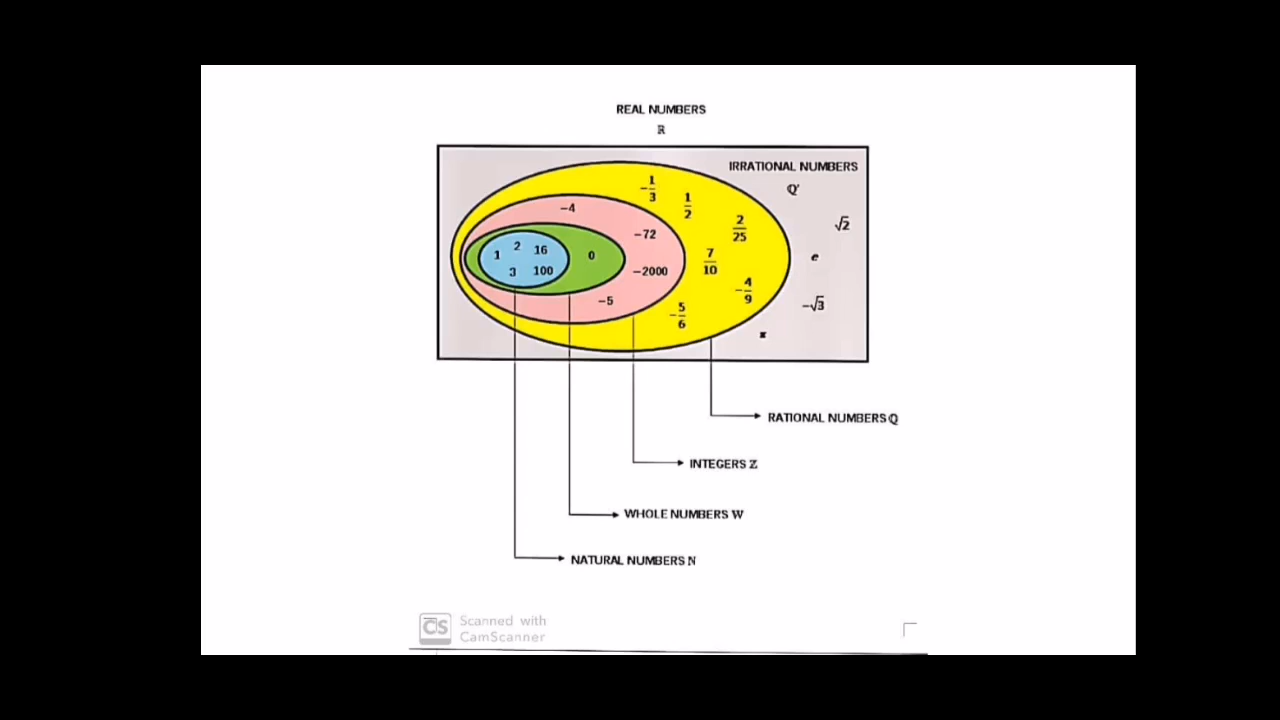 REAL NUMBERS
ℝ
IRRATIONAL NUMBERS
Q'
-1/3
1/2
-4
2/25
√2
-72
2
16
1
0
7/10
e
3
100
-2000
-4/9
-5
-√3
-5/6
π
RATIONAL NUMBERS Q
INTEGERS Z
WHOLE NUMBERS W
NATURAL NUMBERS N
CS
Scanned with
CamScanner